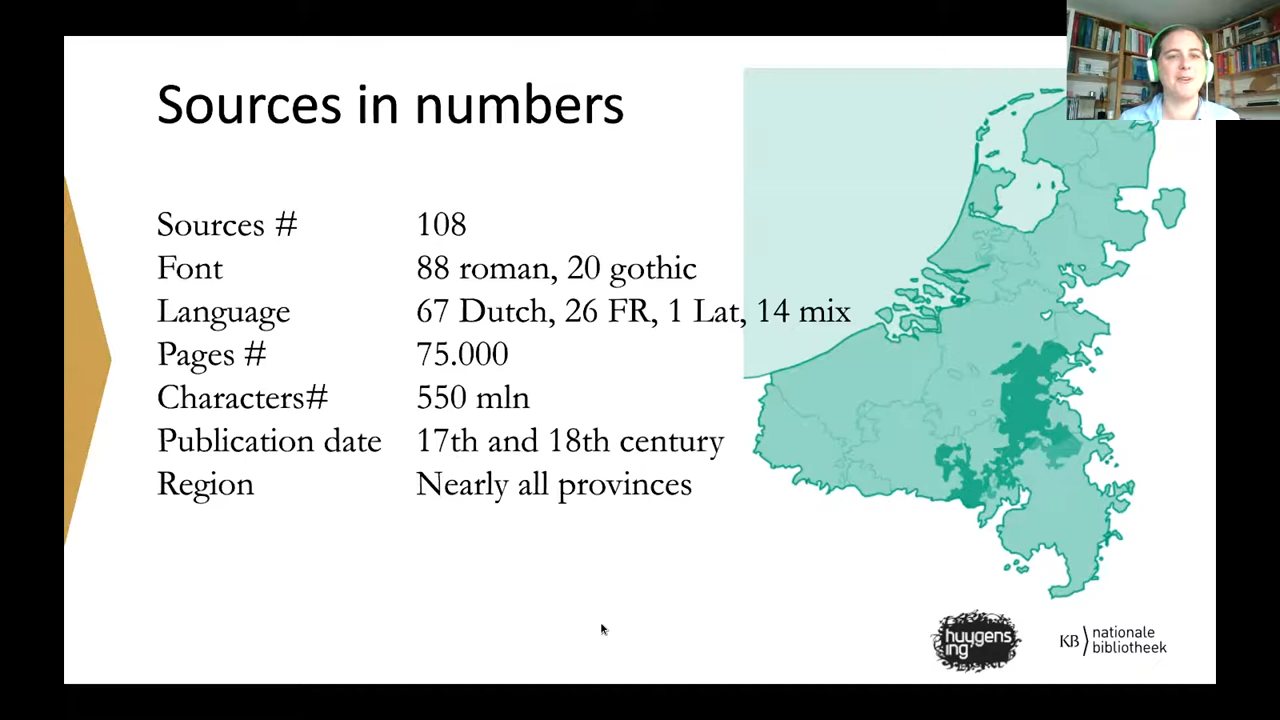 Sources in numbers
Sources # 108
Font 88 roman, 20 gothic
Language 67 Dutch, 26 FR, 1 Lat, 14 mix
Pages # 75.000
Characters# 550 mln
Publication date 17th and 18th century
Region Nearly all provinces
huygens
ing
KB nationale
bibliotheek